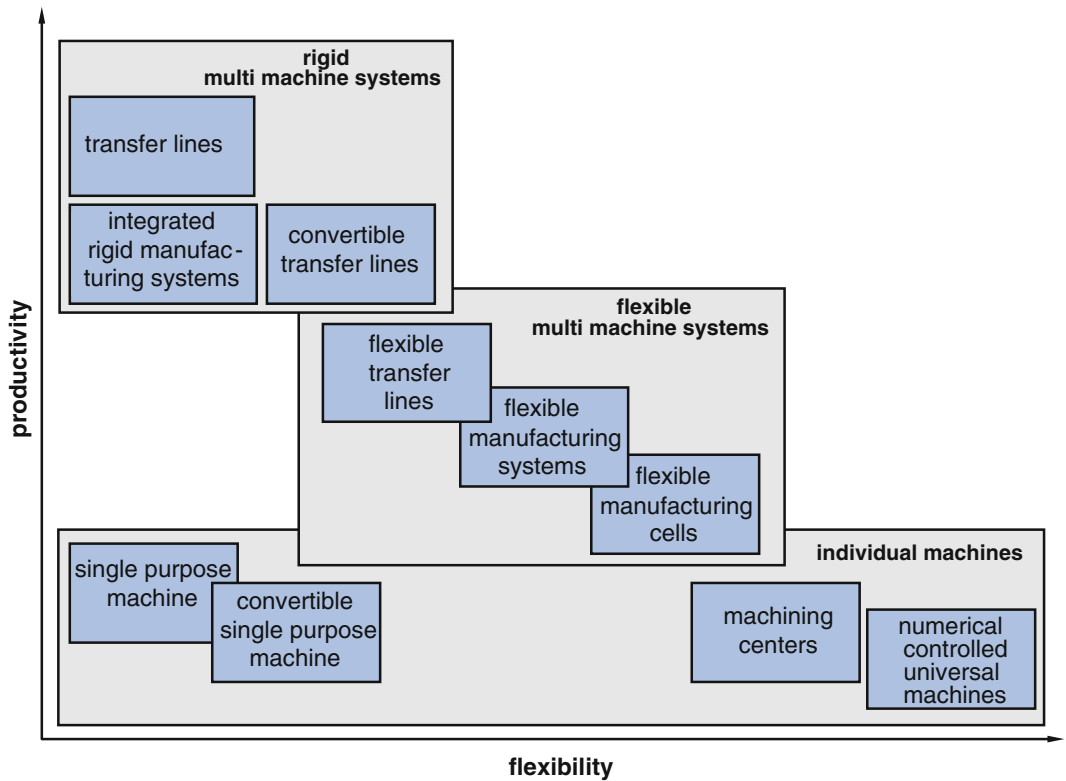 rigid
multi machine systems
transfer lines
integrated
rigid manufac-
turing systems
convertible
transfer lines
flexible
multi machine systems
flexible
transfer
lines
flexible
manufacturing
systems
flexible
manufacturing
cells
individual machines
single purpose
machine
convertible
single purpose
machine
machining
centers
numerical
controlled
universal
machines
productivity
flexibility